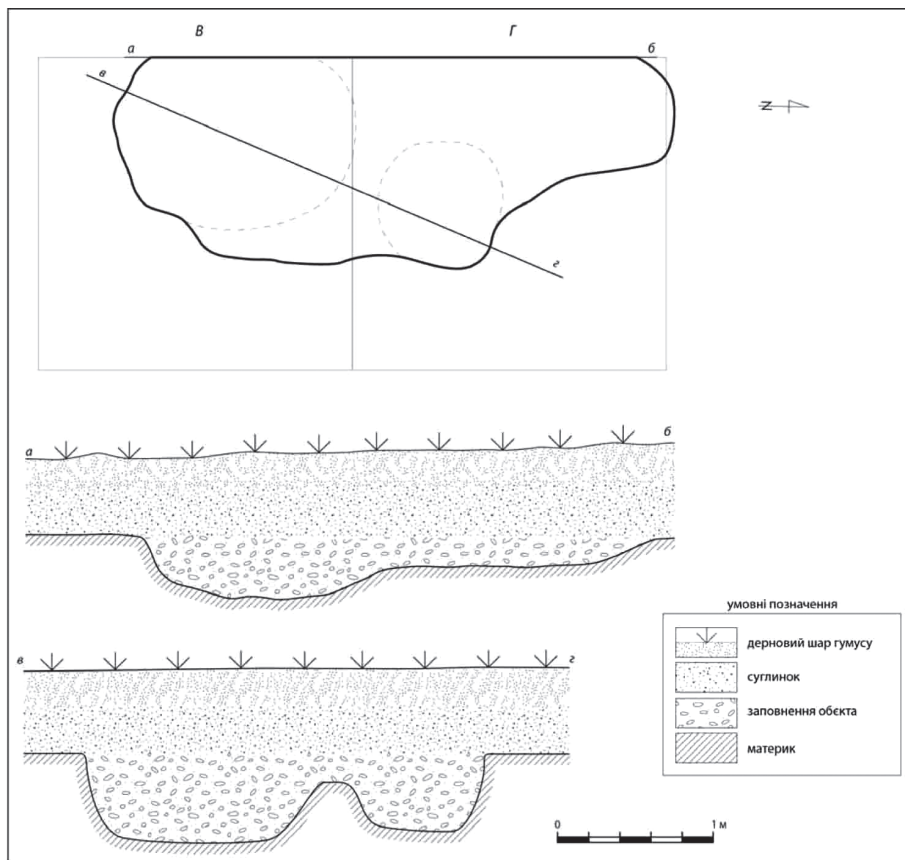 В Г
а б
в
N
г
а б
умовні позначення
дерновий шар гумусу
суглинок
заповнення обєкта
материк
в г
0 1 м